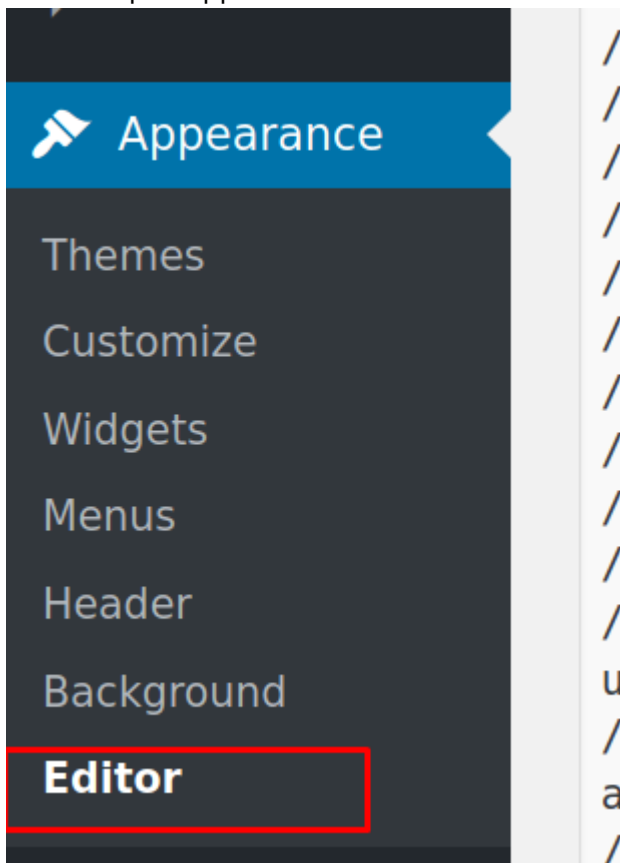 Appearance
Themes
Customize
Widgets
Menus
Header
Background
Editor
/
/
/
/
/
/
/
/
/
/
/
u
/
a
/